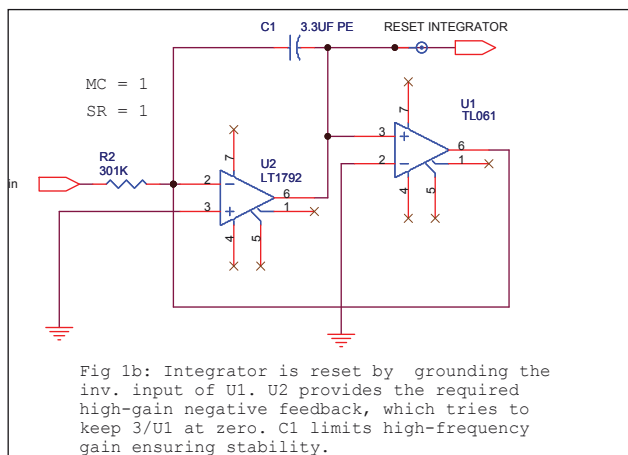 C1 3.3UF PE RESET INTEGRATOR
MC = 1
SR = 1
U1
TL061
7
3
2
6
1
4
5
R2
301K
in
U2
LT1792
7
2
3
6
1
4
5
Fig 1b: Integrator is reset by grounding the
inv. input of U1. U2 provides the required
high-gain negative feedback, which tries to
keep 3/U1 at zero. C1 limits high-frequency
gain ensuring stability.